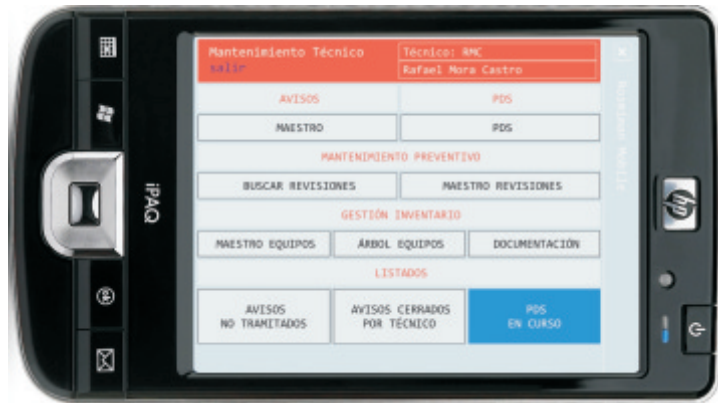 Mantenimiento Técnico
salir
Técnico: RMC
Rafael Mora Castro
AVISOS
PDS
MAESTRO
PDS
MANTENIMIENTO PREVENTIVO
BUSCAR REVISIONES
MAESTRO REVISIONES
GESTIÓN INVENTARIO
MAESTRO EQUIPOS
ÁRBOL EQUIPOS
DOCUMENTACIÓN
LISTADOS
AVISOS
NO TRAMITADOS
AVISOS CERRADOS
POR TÉCNICO
PDS
EN CURSO
iPAQ
ok
hp